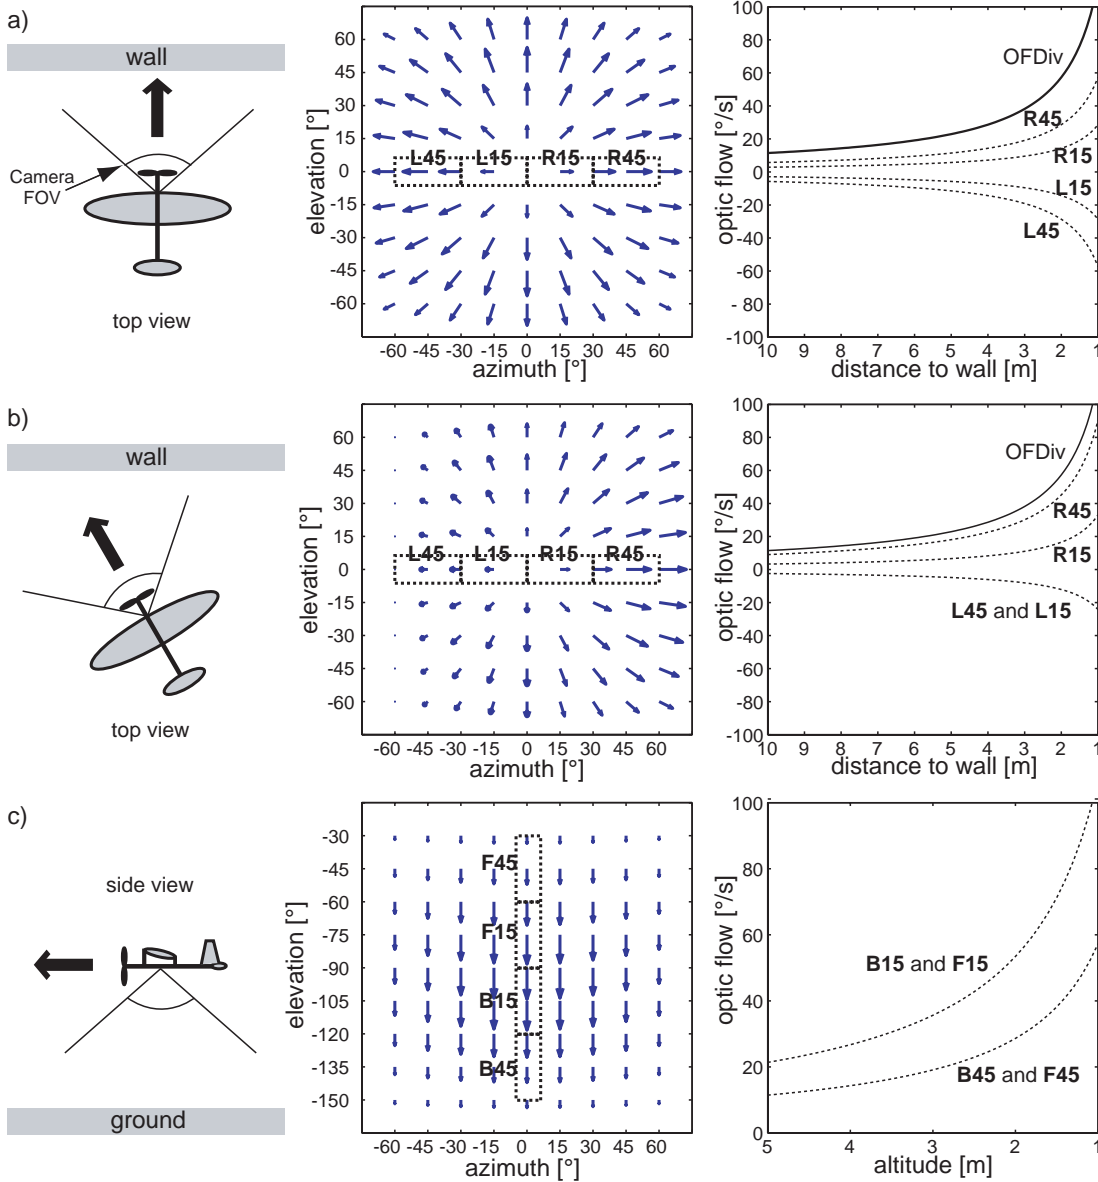 a)
wall
Camera
FOV
top view
elevation [°]
60
45
30
15
0
-15
-30
-45
-60
L45
L15
R15
R45
-60 -45 -30 -15 0 15 30 45 60
azimuth [°]
optic flow [°/s]
100
80
60
40
20
0
-20
-40
-60
- 80
-100
OFDiv
R45
R15
L15
L45
10 9 8 7 6 5 4 3 2 1
distance to wall [m]
b)
wall
top view
elevation [°]
60
45
30
15
0
-15
-30
-45
-60
L45
L15
R15
R45
-60 -45 -30 -15 0 15 30 45 60
azimuth [°]
optic flow [°/s]
100
80
60
40
20
0
-20
-40
-60
-80
-100
OFDiv
R45
R15
L45 and L15
10 9 8 7 6 5 4 3 2 1
distance to wall [m]
c)
side view
ground
elevation [°]
-30
-45
-60
-75
-90
-105
-120
-135
-150
F45
F15
B15
B45
-60 -45 -30 -15 0 15 30 45 60
azimuth [°]
optic flow [°/s]
100
80
60
40
20
0
B15 and F15
B45 and F45
5 4 3 2 1
altitude [m]